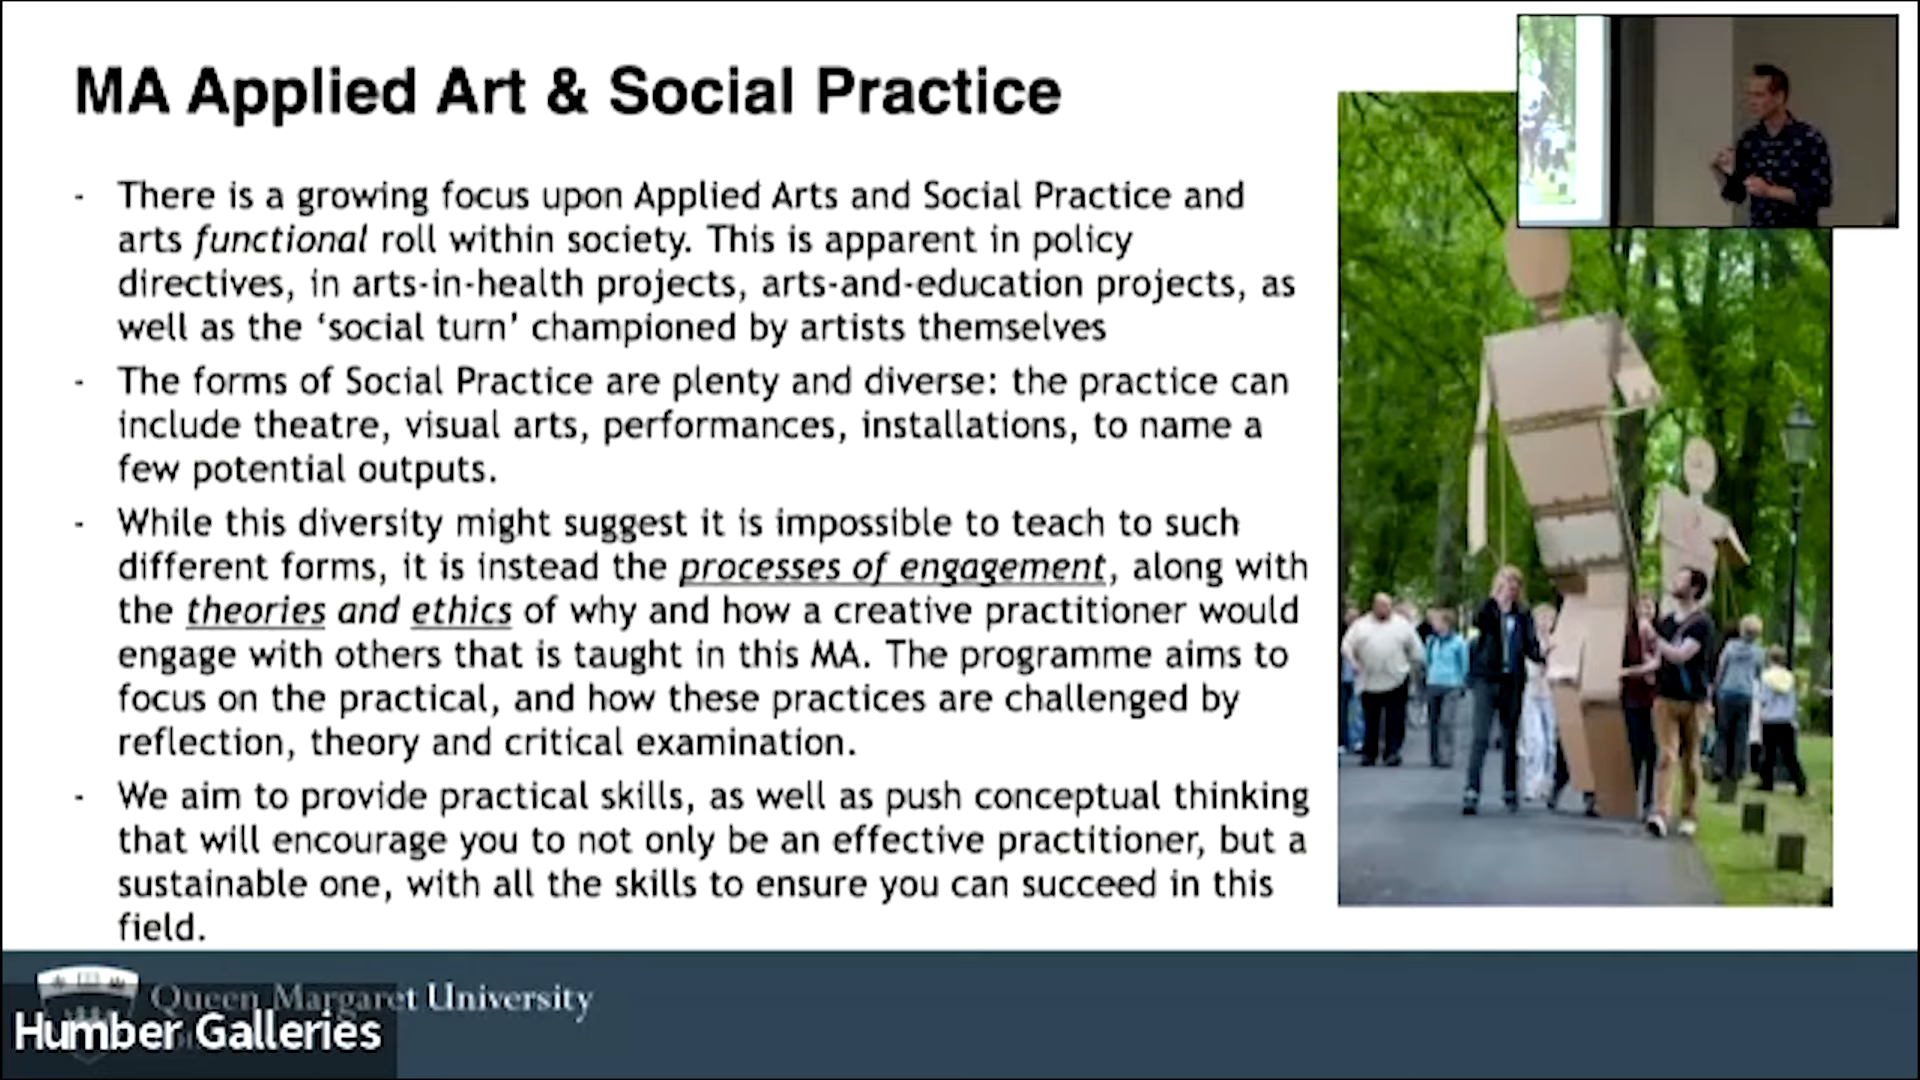 MA Applied Art & Social Practice
- There is a growing focus upon Applied Arts and Social Practice and
arts functional roll within society. This is apparent in policy
directives, in arts-in-health projects, arts-and-education projects, as
well as the ‘social turn’ championed by artists themselves
- The forms of Social Practice are plenty and diverse: the practice can
include theatre, visual arts, performances, installations, to name a
few potential outputs.
- While this diversity might suggest it is impossible to teach to such
different forms, it is instead the processes of engagement, along with
the theories and ethics of why and how a creative practitioner would
engage with others that is taught in this MA. The programme aims to
focus on the practical, and how these practices are challenged by
reflection, theory and critical examination.
- We aim to provide practical skills, as well as push conceptual thinking
that will encourage you to not only be an effective practitioner, but a
sustainable one, with all the skills to ensure you can succeed in this
field.
Queen Margaret University
Humber Galleries